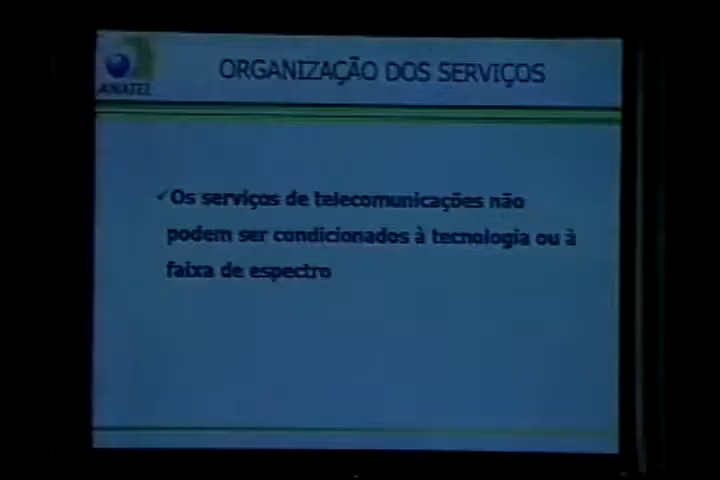 ANATEL
ORGANIZAÇÃO DOS SERVIÇOS
✓Os serviços de telecomunicações não
podem ser condicionados à tecnologia ou à
faixa de espectro